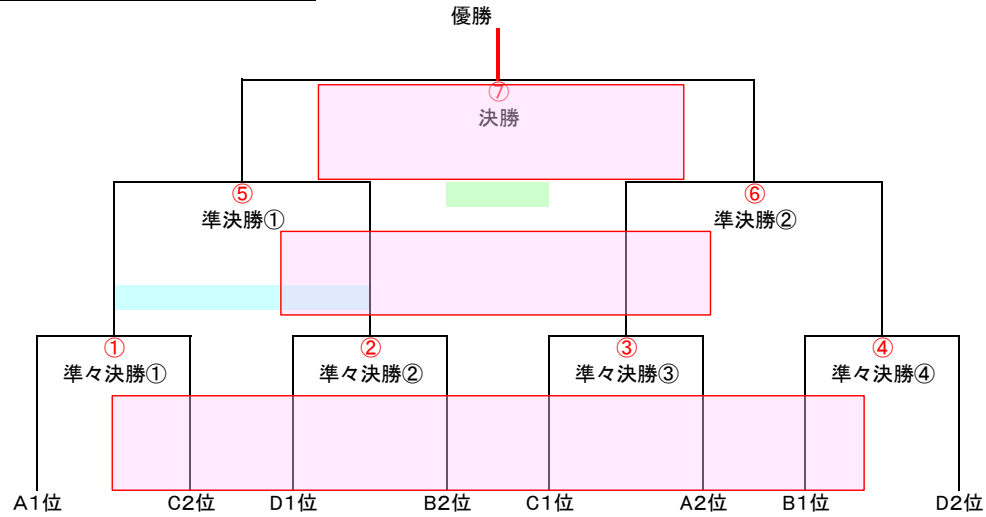 優勝
⑦
決勝
⑤
⑥
準決勝①
準決勝②
①
②
③
④
準々決勝①
準々決勝②
準々決勝③
準々決勝④
A1位
C2位
D1位
B2位
C1位
A2位
B1位
D2位